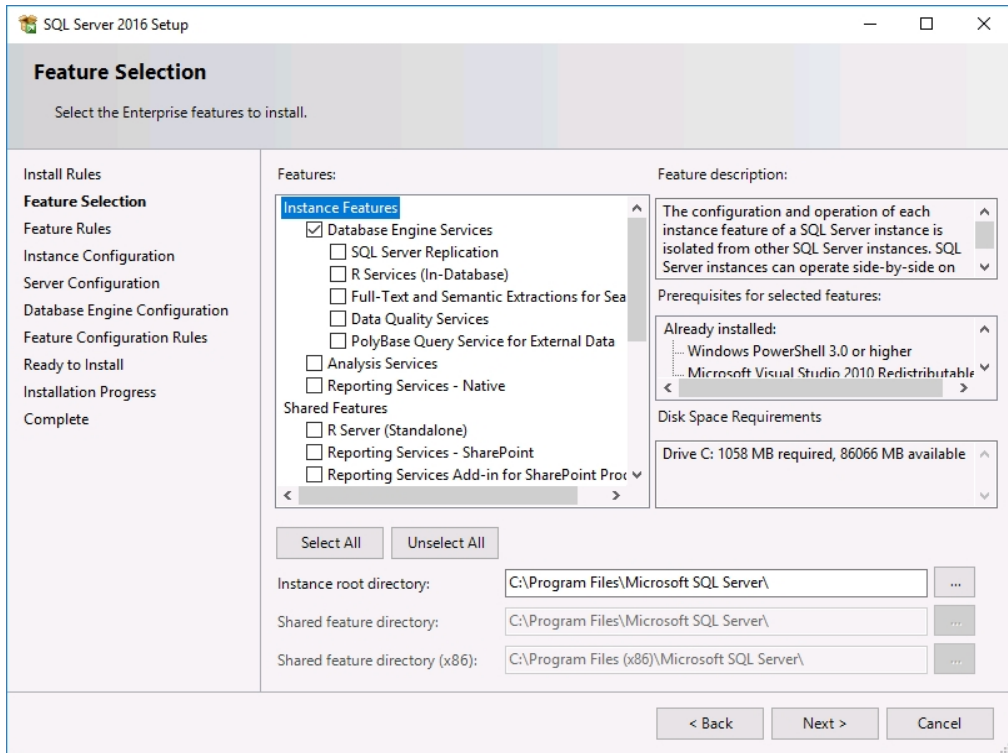 SQL Server 2016 Setup
Feature Selection
Select the Enterprise features to install.
Install Rules
Feature Selection
Feature Rules
Instance Configuration
Server Configuration
Database Engine Configuration
Feature Configuration Rules
Ready to Install
Installation Progress
Complete
Features:
Instance Features
Database Engine Services
SQL Server Replication
R Services (In-Database)
Full-Text and Semantic Extractions for Sea
Data Quality Services
PolyBase Query Service for External Data
Analysis Services
Reporting Services - Native
Shared Features
R Server (Standalone)
Reporting Services - SharePoint
Reporting Services Add-in for SharePoint Proc
Feature description:
The configuration and operation of each
instance feature of a SQL Server instance is
isolated from other SQL Server instances. SQL
Server instances can operate side-by-side on
Prerequisites for selected features:
Already installed:
Windows PowerShell 3.0 or higher
Microsoft Visual Studio 2010 Redistributable
Disk Space Requirements
Drive C: 1058 MB required, 86066 MB available
Select All
Unselect All
Instance root directory:
C:\Program Files\Microsoft SQL Server\
...
Shared feature directory:
C:\Program Files\Microsoft SQL Server\
...
Shared feature directory (x86):
C:\Program Files (x86)\Microsoft SQL Server\
...
< Back
Next >
Cancel